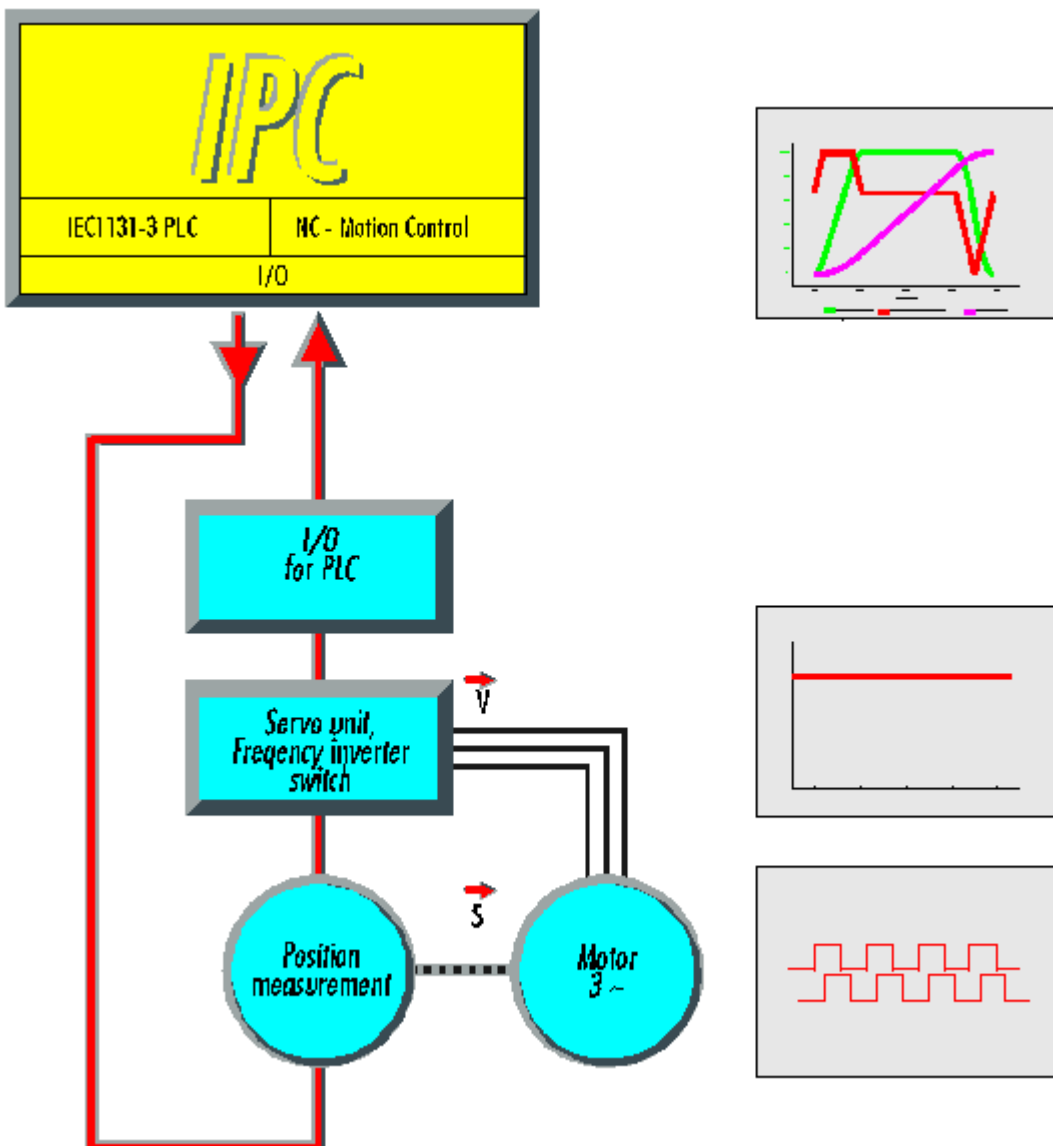 IPC
IEC1131-3 PLC
NC - Motion Control
I/O
I/O
for PLC
Servo unit,
Freqency inverter
switch
V
S
Position
measurement
Motor
3 ~